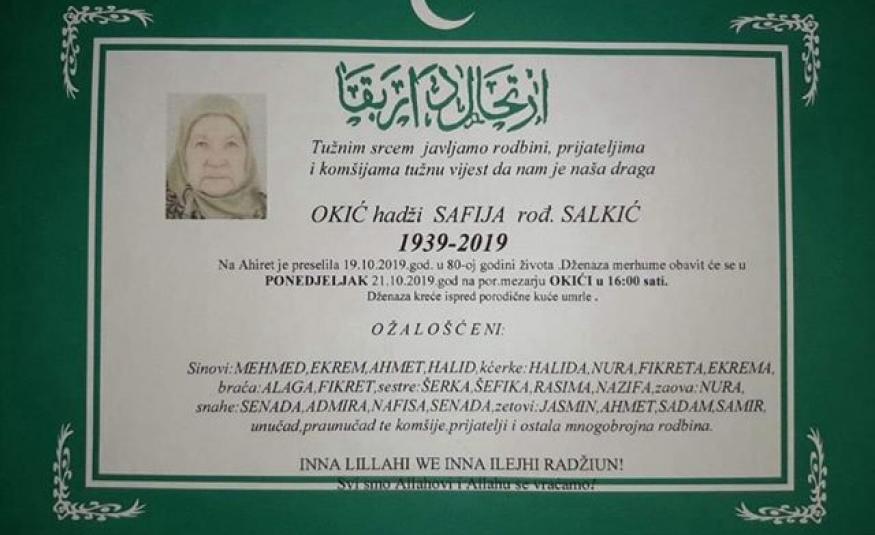 ارتحال دار بقا
Tužnim srcem javljamo rodbini, prijateljima
i komšijama tužnu vijest da nam je naša draga
OKIĆ hadži SAFIJA rođ. SALKIĆ
1939-2019
Na Ahiret je preselila 19.10.2019.god. u 80-oj godini života .Dženaza merhume obavit će se u
PONEDJELJAK 21.10.2019.god na por.mezarju OKIĆI u 16:00 sati.
Dženaza kreće ispred porodične kuće umrle .
OŽALOŠĆENI:
Sinovi:MEHMED,EKREM,AHMET,HALID,kćerke:HALIDA,NURA,FIKRETA,EKREMA,
braća:ALAGA,FIKRET,sestre:ŠERKA,ŠEFIKA,RASIMA,NAZIFA,zaova:NURA,
snahe:SENADA,ADMIRA,NAFISA,SENADA,zetovi:JASMIN,AHMET,SADAM,SAMIR,
unučad,praunučad te komšije,prijatelji i ostala mnogobrojna rodbina.
INNA LILLAHI WE INNA ILEJHI RADŽIUN!
Svi smo Allahovi i Allahu se vraćamo!